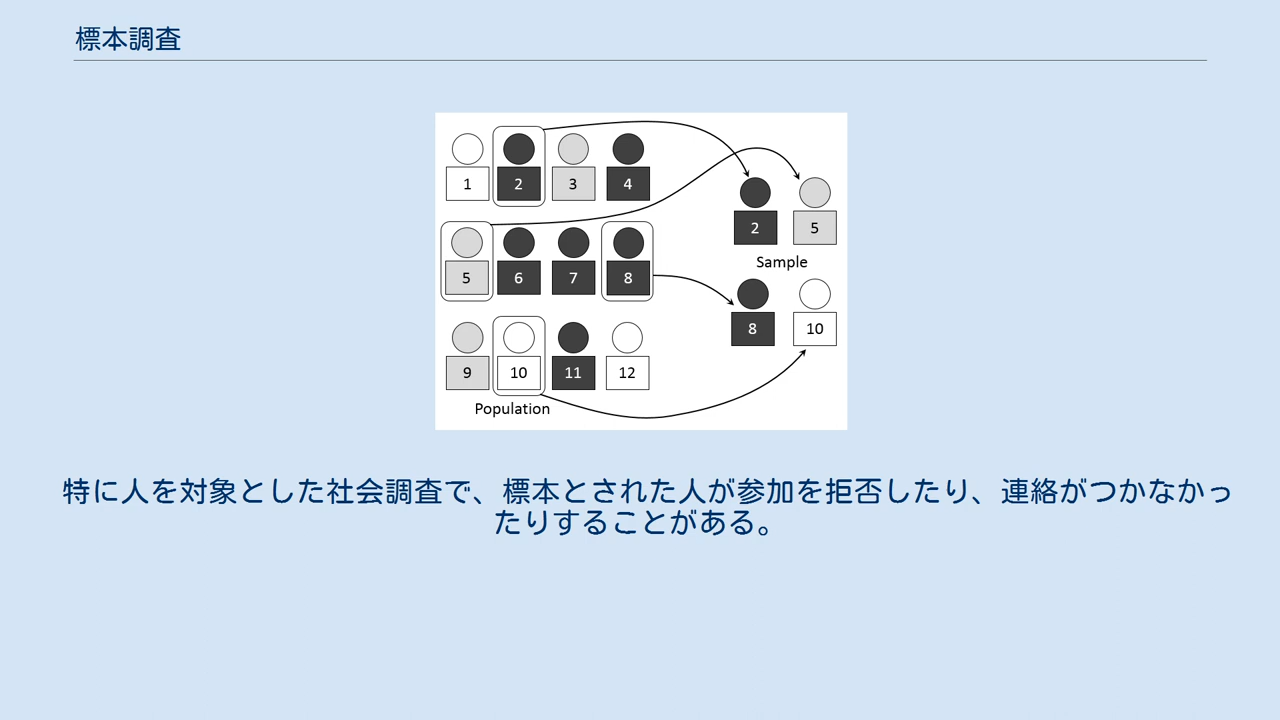 標本調査
1 2 3 4
2 5
Sample
5 6 7 8
8 10
9 10 11 12
Population
特に人を対象とした社会調査で、標本とされた人が参加を拒否したり、連絡がつかなかっ
たりすることがある。